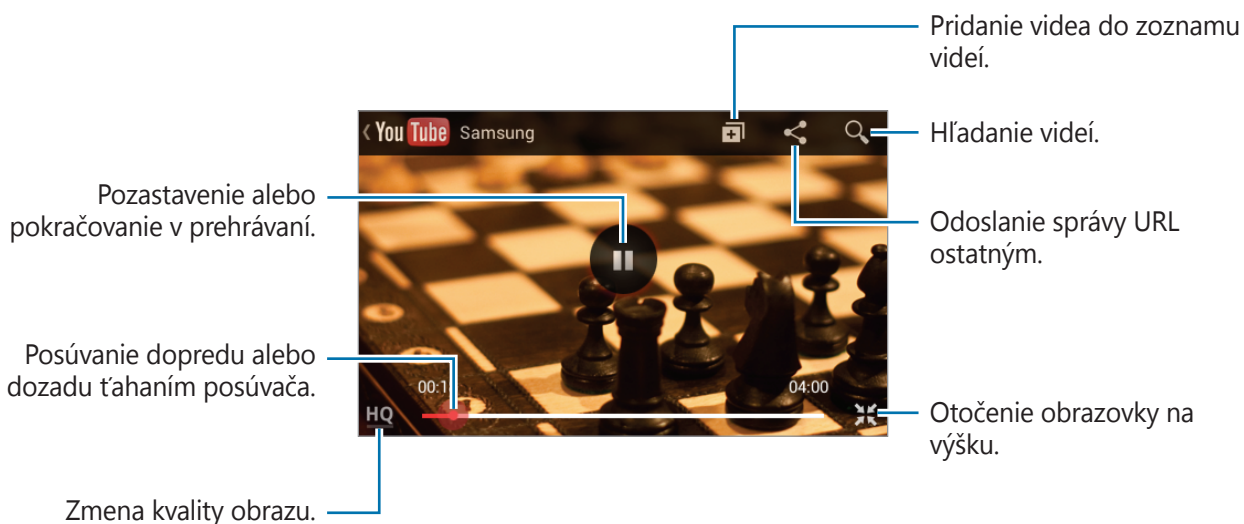 Pridanie videa do zoznamu
videí.
You Tube Samsung
Hľadanie videí.
Pozastavenie alebo
pokračovanie v prehrávaní.
Odoslanie správy URL
ostatným.
Posúvanie dopredu alebo
dozadu ťahaním posúvača.
04:00
HQ
Otočenie obrazovky na
výšku.
Zmena kvality obrazu.